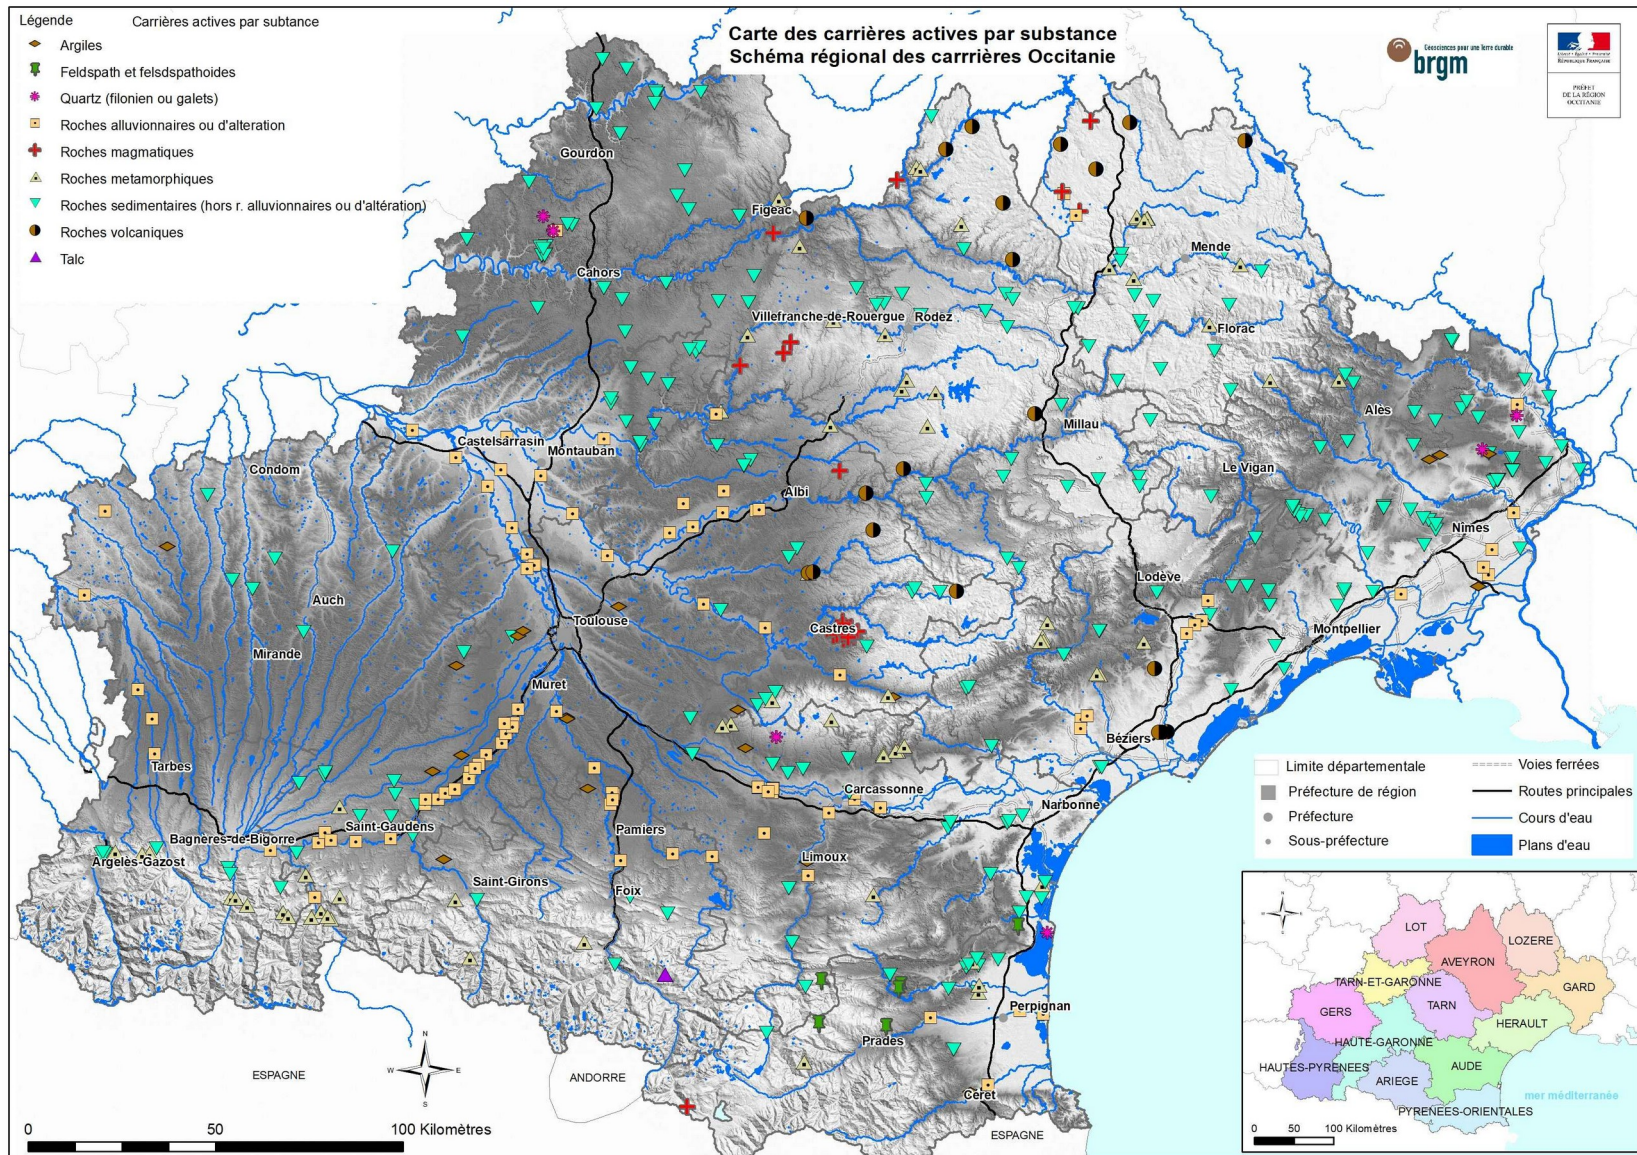 Légende
Carrières actives par subtance
Argiles
Feldspath et felsdspathoides
Quartz (filonien ou galets)
Roches alluvionnaires ou d'alteration
Roches magmatiques
Roches metamorphiques
Roches sedimentaires (hors r. alluvionnaires ou d'altération)
Roches volcaniques
Talc
Carte des carrières actives par substance
Schéma régional des carrrières Occitanie
Géosciences pour une Terre durable
brgm
Liberté • Égalité • Fraternité
RÉPUBLIQUE FRANÇAISE
PRÉFET
DE LA RÉGION
OCCITANIE
Gourdon
Figeac
Mende
Cahors
Villefranche-de-Rouergue
Rodez
Florac
Alès
Millau
Castelsarrasin
Montauban
Condom
Le Vigan
Albi
Nîmes
Lodève
Auch
Toulouse
Castres
Montpellier
Mirande
Muret
Béziers
Tarbes
Carcassonne
Narbonne
Saint-Gaudens
Pamiers
Bagnères-de-Bigorre
Argelès-Gazost
Limoux
Saint-Girons
Foix
Perpignan
Prades
Céret
ESPAGNE
ANDORRE
ESPAGNE
N
W
E
S
0
50
100 Kilomètres
Limite départementale
Préfecture de région
Préfecture
Sous-préfecture
Voies ferrées
Routes principales
Cours d'eau
Plans d'eau
N
S
LOT
LOZERE
AVEYRON
TARN-ET-GARONNE
GARD
TARN
GERS
HERAULT
HAUTE-GARONNE
HAUTES-PYRENEES
AUDE
ARIEGE
mer méditerranée
PYRENEES-ORIENTALES
0
50
100 Kilomètres